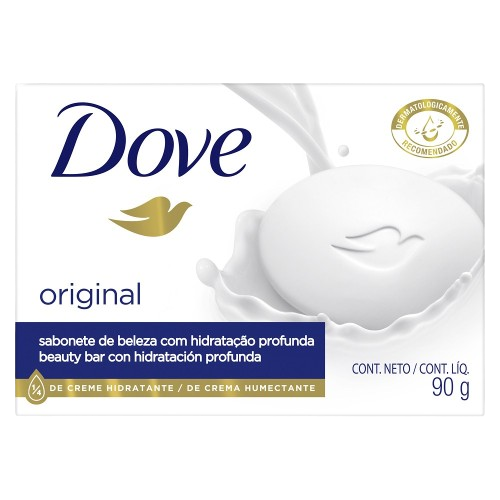 Dove
DERMATOLOGICAMENTE
RECOMENDADO
original
sabonete de beleza com hidratação profunda
beauty bar con hidratación profunda
1/4 DE CREME HIDRATANTE / DE CREMA HUMECTANTE
CONT. NETO / CONT. LÍQ.
90 g